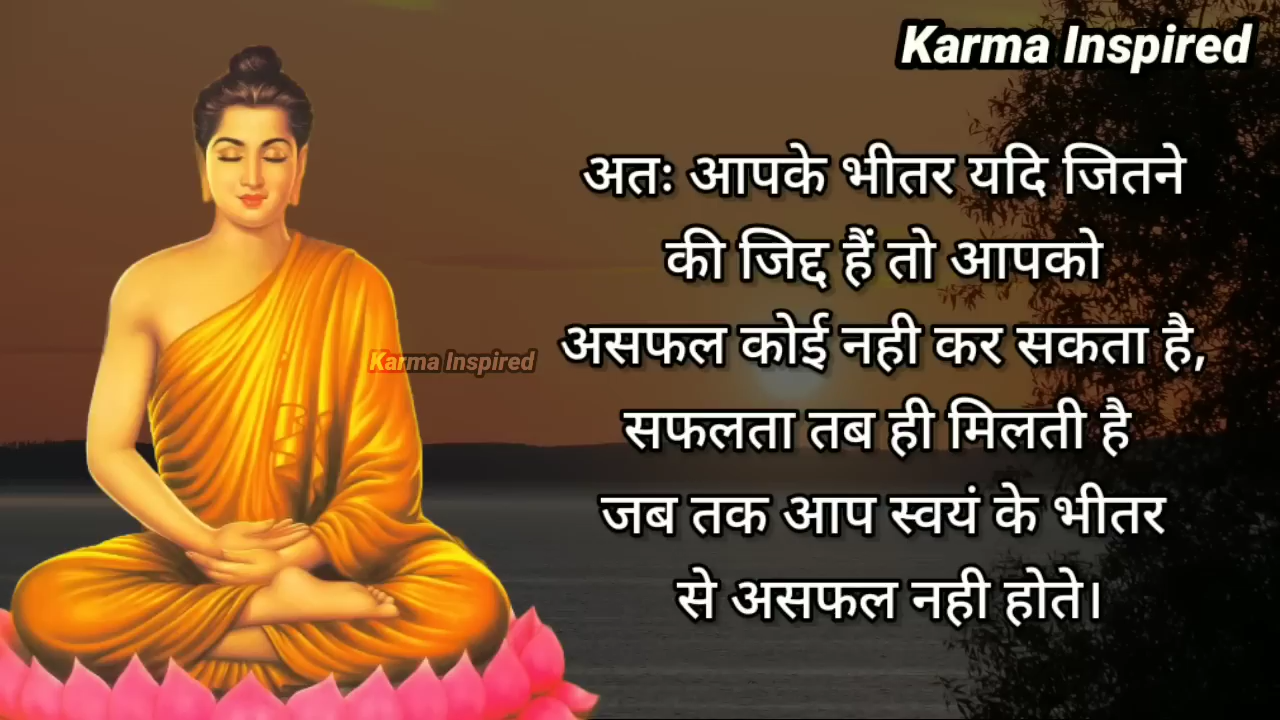 Karma Inspired
अतः आपके भीतर यदि जितने
की जिद्द हैं तो आपको
असफल कोई नही कर सकता है,
Karma Inspired
सफलता तब ही मिलती है
जब तक आप स्वयं के भीतर
से असफल नही होते।